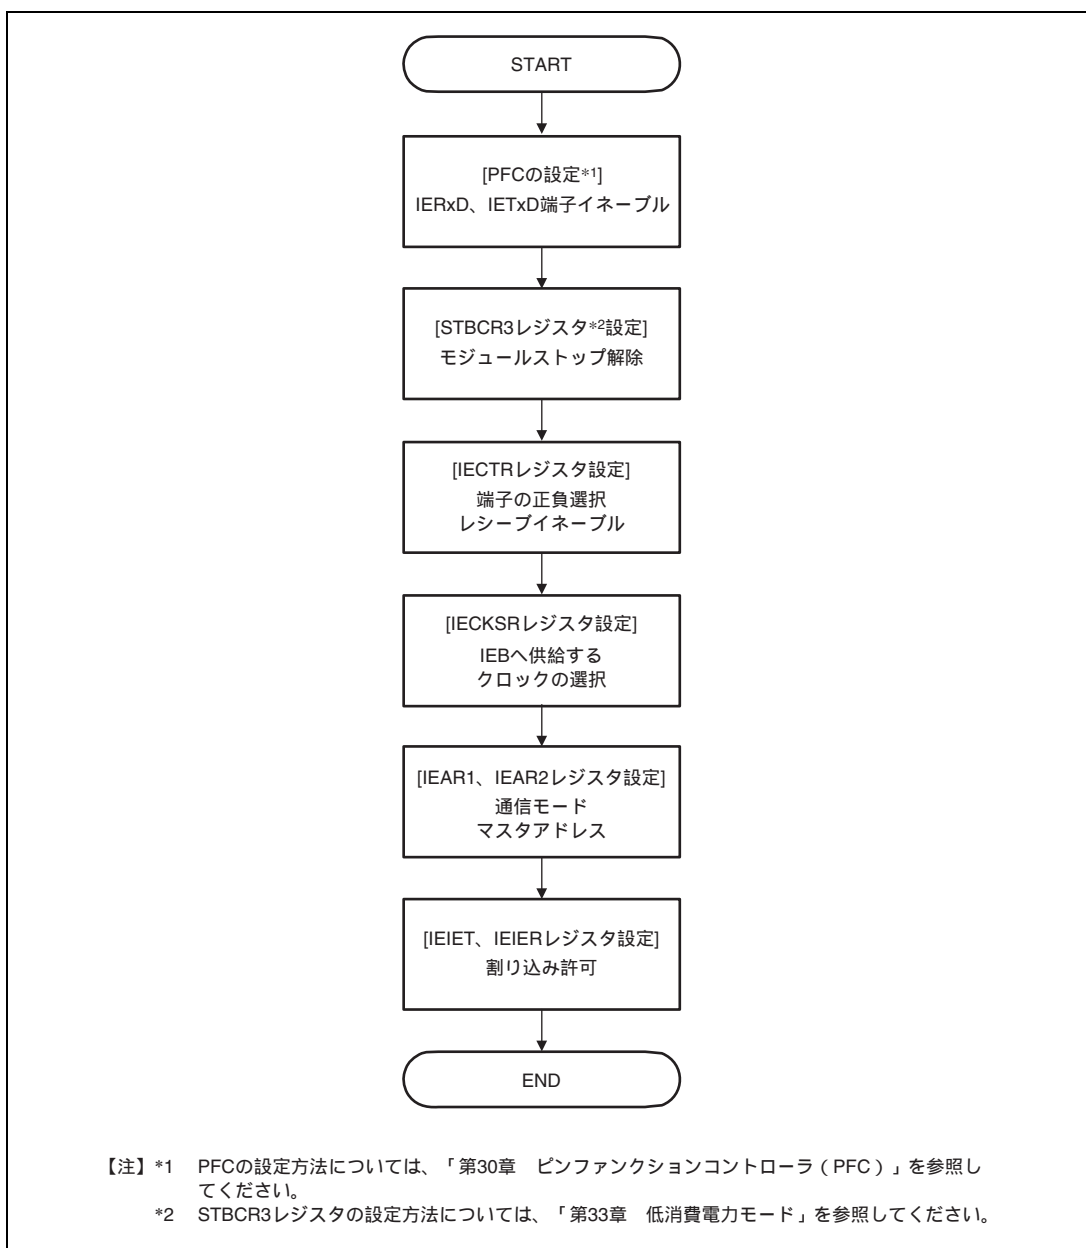 START
[PFCの設定*1]
IERxD、IETxD端子イネーブル
[STBCR3レジスタ*2設定]
モジュールストップ解除
[IECTRレジスタ設定]
端子の正負選択
レシーブイネーブル
[IECKSRレジスタ設定]
IEBへ供給する
クロックの選択
[IEAR1、IEAR2レジスタ設定]
通信モード
マスタアドレス
[IEIET、IEIERレジスタ設定]
割り込み許可
END
【注】*1 PFCの設定方法については、「第30章 ピンファンクションコントローラ（PFC）」を参照し
てください。
*2 STBCR3レジスタの設定方法については、「第33章 低消費電力モード」を参照してください。